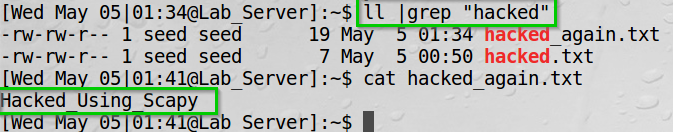 [Wed May 05|01:34@Lab_Server]:~$ ll |grep "hacked"
-rw-rw-r-- 1 seed seed      19 May  5 01:34 hacked_again.txt
-rw-rw-r-- 1 seed seed       7 May  5 00:50 hacked.txt
[Wed May 05|01:41@Lab_Server]:~$ cat hacked_again.txt
Hacked_Using_Scapy
[Wed May 05|01:41@Lab_Server]:~$